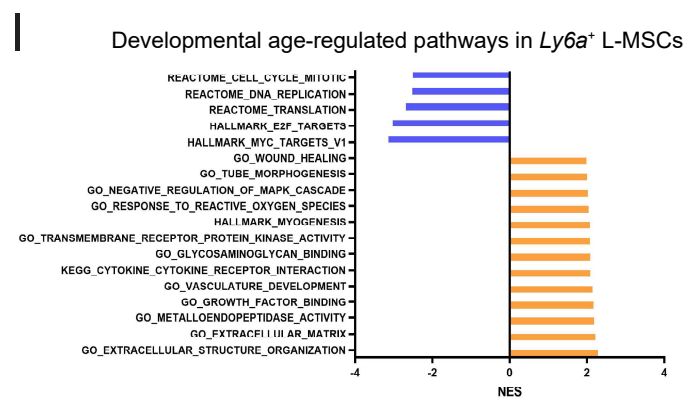 I
Developmental age-regulated pathways in Ly6a+ L-MSCs
REACTOME_CELL_CYCLE_MITOTIC
REACTOME_DNA_REPLICATION
REACTOME_TRANSLATION
HALLMARK_E2F_TARGETS
HALLMARK_MYC_TARGETS_V1
GO_WOUND_HEALING
GO_TUBE_MORPHOGENESIS
GO_NEGATIVE_REGULATION_OF_MAPK_CASCADE
GO_RESPONSE_TO_REACTIVE_OXYGEN_SPECIES
HALLMARK_MYOGENESIS
GO_TRANSMEMBRANE_RECEPTOR_PROTEIN_KINASE_ACTIVITY
GO_GLYCOSAMINOGLYCAN_BINDING
KEGG_CYTOKINE_CYTOKINE_RECEPTOR_INTERACTION
GO_VASCULATURE_DEVELOPMENT
GO_GROWTH_FACTOR_BINDING
GO_METALLOENDOPEPTIDASE_ACTIVITY
GO_EXTRACELLULAR_MATRIX
GO_EXTRACELLULAR_STRUCTURE_ORGANIZATION
-4 -2 0 2 4
NES